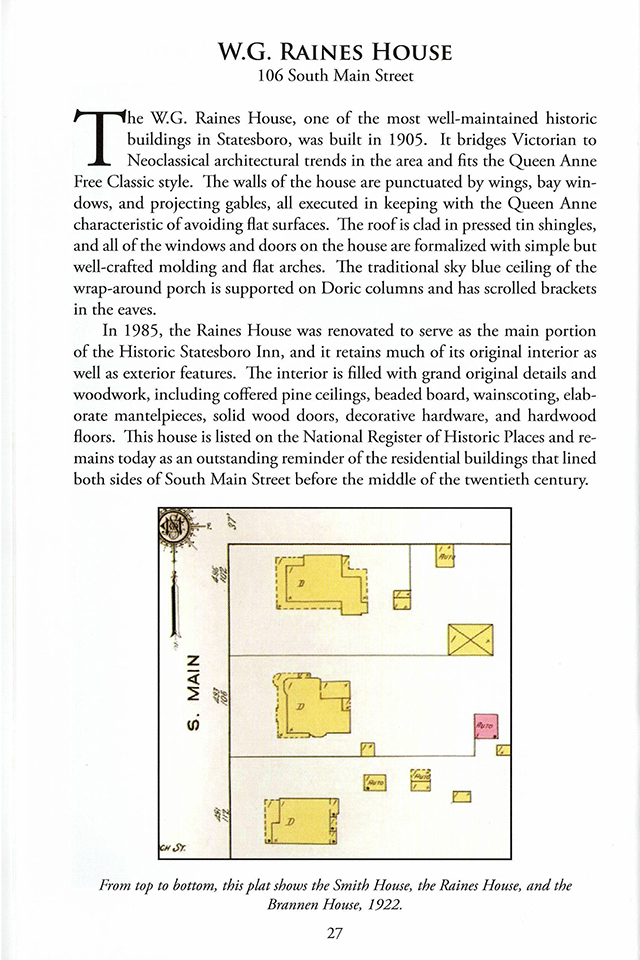 W.G. RAINES HOUSE
106 South Main Street
The W.G. Raines House, one of the most well-maintained historic
buildings in Statesboro, was built in 1905. It bridges Victorian to
Neoclassical architectural trends in the area and fits the Queen Anne
Free Classic style. The walls of the house are punctuated by wings, bay win-
dows, and projecting gables, all executed in keeping with the Queen Anne
characteristic of avoiding flat surfaces. The roof is clad in pressed tin shingles,
and all of the windows and doors on the house are formalized with simple but
well-crafted molding and flat arches. The traditional sky blue ceiling of the
wrap-around porch is supported on Doric columns and has scrolled brackets
in the eaves.
In 1985, the Raines House was renovated to serve as the main portion
of the Historic Statesboro Inn, and it retains much of its original interior as
well as exterior features. The interior is filled with grand original details and
woodwork, including coffered pine ceilings, beaded board, wainscoting, elab-
orate mantelpieces, solid wood doors, decorative hardware, and hardwood
floors. This house is listed on the National Register of Historic Places and re-
mains today as an outstanding reminder of the residential buildings that lined
both sides of South Main Street before the middle of the twentieth century.
97'
102
D
AUTO
S. MAIN
106
D
AUTO
AUTO
AUTO
112
D
CH ST.
From top to bottom, this plat shows the Smith House, the Raines House, and the
Brannen House, 1922.
27